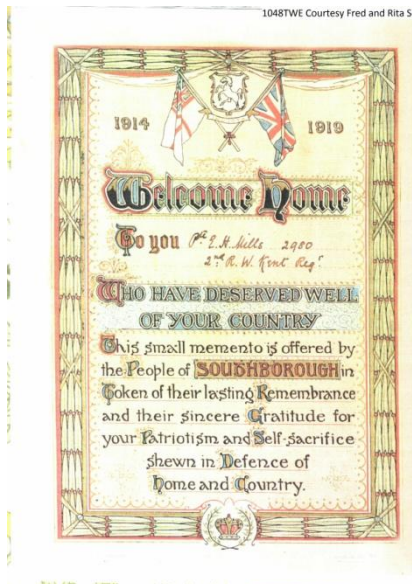 1048TWE Courtesy Fred and Rita S
1914 1919
Welcome Home
To you Pte E. H. Mills 2980
2nd R. W. Kent Regt
WHO HAVE DESERVED WELL
OF YOUR COUNTRY
This small memento is offered by
the People of SOUTHBOROUGH in
Token of their lasting Remembrance
and their sincere Gratitude for
your Patriotism and Self-sacrifice
shewn in Defence of
Home and Country.